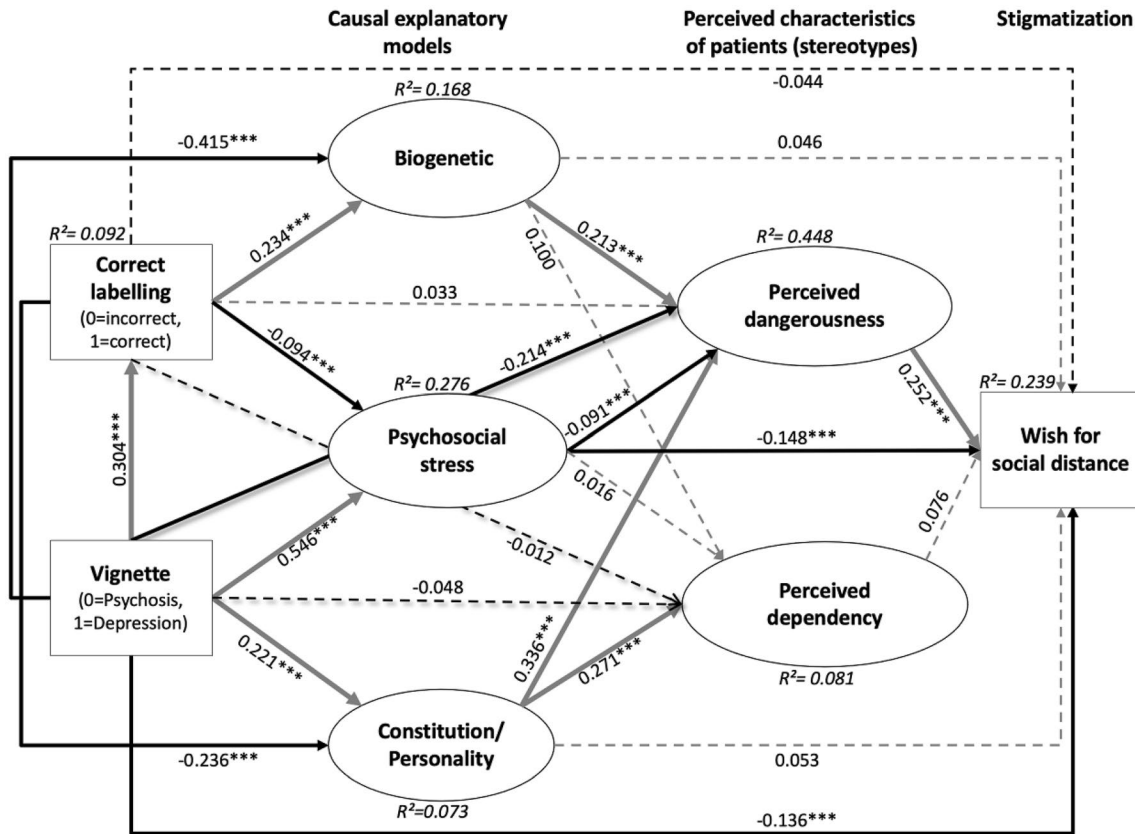 Causal explanatory
models
Perceived characteristics
of patients (stereotypes)
Stigmatization
-0.044
R²= 0.168
-0.415***
Biogenetic
0.046
R²= 0.092
0.234***
0.100
0.213***
R²= 0.448
Correct
labelling
(0=incorrect,
1=correct)
0.033
Perceived
dangerousness
-0.094***
-0.214***
R²= 0.276
0.252***
R²= 0.239
0.304***
Psychosocial
stress
-0.091***
-0.148***
Wish for
social distance
0.016
0.076
0.546***
-0.012
Vignette
(0=Psychosis,
1=Depression)
-0.048
Perceived
dependency
0.221***
0.336***
0.271***
R²= 0.081
Constitution/
Personality
-0.236***
0.053
R²=0.073
-0.136***